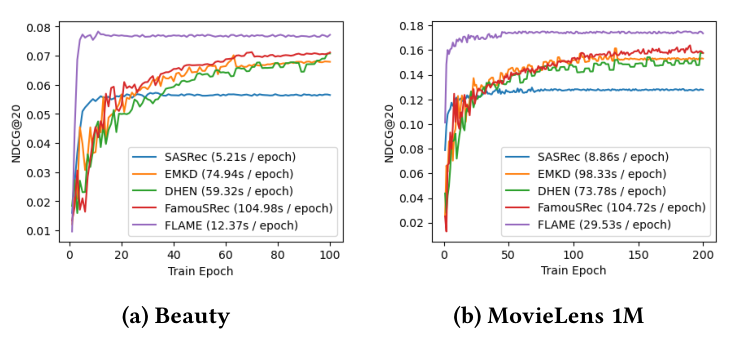 0.08
0.07
0.06
0.05
0.04
0.03
0.02
0.01
NDCG@20
SASRec (5.21s / epoch)
EMKD (74.94s / epoch)
DHEN (59.32s / epoch)
FamouSRec (104.98s / epoch)
FLAME (12.37s / epoch)
0 20 40 60 80 100
Train Epoch
(a) Beauty
0.18
0.16
0.14
0.12
0.10
0.08
0.06
0.04
0.02
NDCG@20
SASRec (8.86s / epoch)
EMKD (98.33s / epoch)
DHEN (73.78s / epoch)
FamouSRec (104.72s / epoch)
FLAME (29.53s / epoch)
0 50 100 150 200
Train Epoch
(b) MovieLens 1M